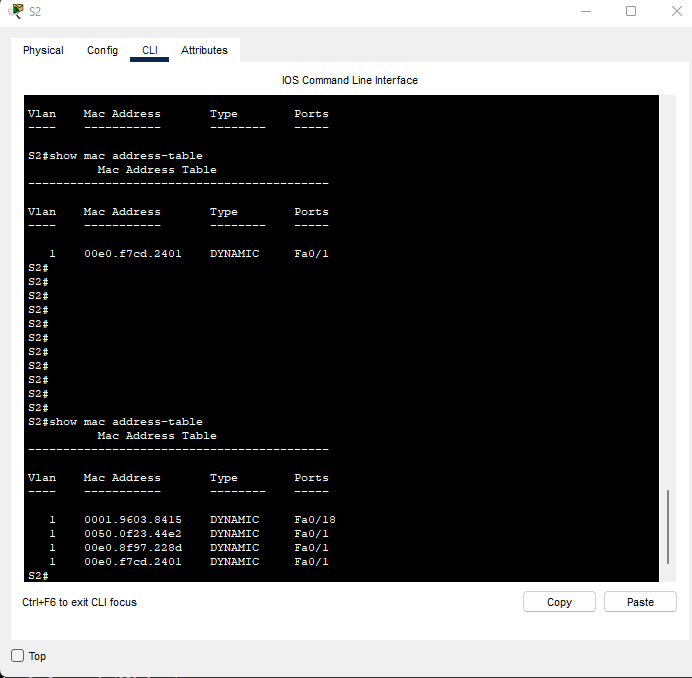 S2
Physical Config CLI Attributes
IOS Command Line Interface
Vlan    Mac Address       Type        Ports
----    -----------       --------    -----
S2#show mac address-table
          Mac Address Table
-------------------------------------------
Vlan    Mac Address       Type        Ports
----    -----------       --------    -----
   1    00e0.f7cd.2401    DYNAMIC     Fa0/1
S2#
S2#
S2#
S2#
S2#
S2#
S2#
S2#
S2#
S2#
S2#
S2#show mac address-table
          Mac Address Table
-------------------------------------------
Vlan    Mac Address       Type        Ports
----    -----------       --------    -----
   1    0001.9603.8415    DYNAMIC     Fa0/18
   1    0050.0f23.44e2    DYNAMIC     Fa0/1
   1    00e0.8f97.228d    DYNAMIC     Fa0/1
   1    00e0.f7cd.2401    DYNAMIC     Fa0/1
S2#
Ctrl+F6 to exit CLI focus
Copy Paste
Top